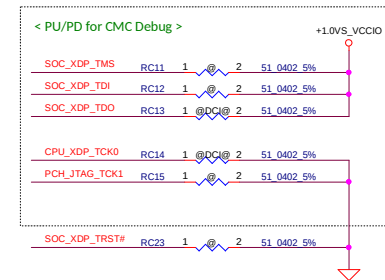 < PU/PD for CMC Debug >
+1.0VS_VCCIO
SOC_XDP_TMS RC11 1 @ 2 51_0402_5%
SOC_XDP_TDI RC12 1 @ 2 51_0402_5%
SOC_XDP_TDO RC13 1 @DCI@ 2 51_0402_5%
CPU_XDP_TCK0 RC14 1 @DCI@ 2 51_0402_5%
PCH_JTAG_TCK1 RC15 1 @ 2 51_0402_5%
SOC_XDP_TRST# RC23 1 @ 2 51_0402_5%